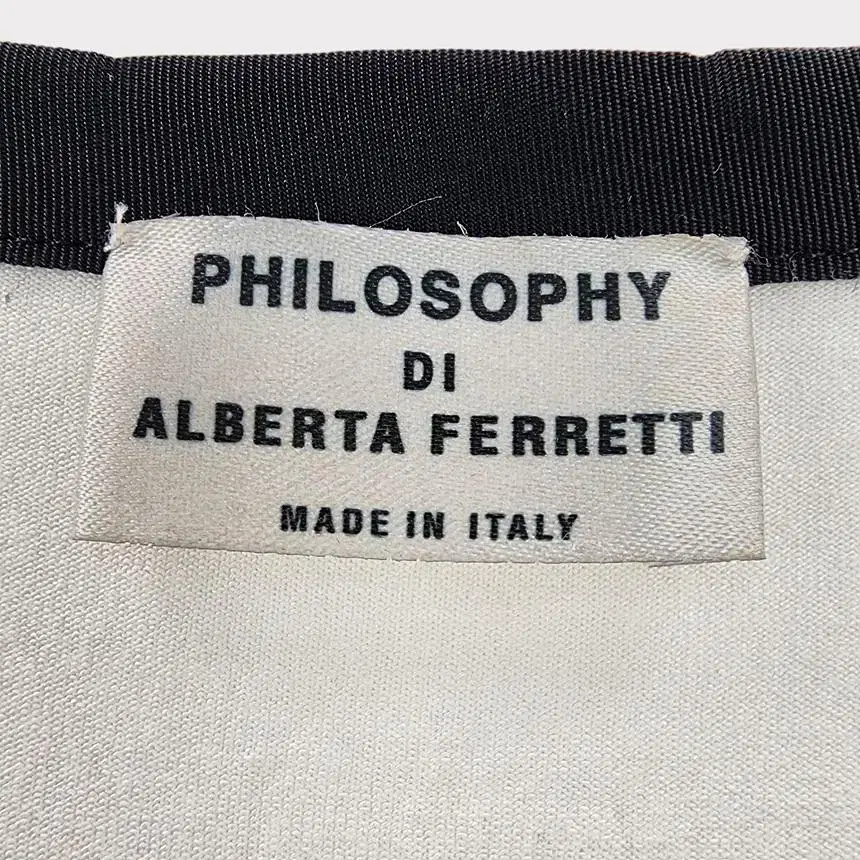 PHILOSOPHY
DI
ALBERTA FERRETTI
MADE IN ITALY